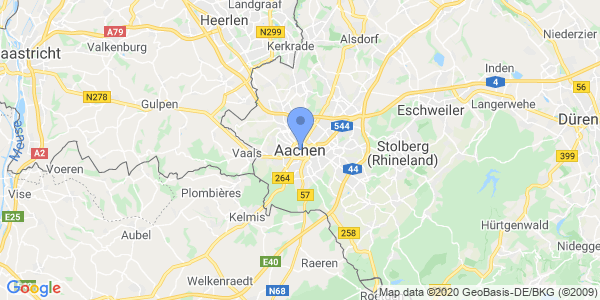 Landgraaf
A79
Heerlen
N299
Alsdorf
Niederzier
aastricht
Valkenburg
Kerkrade
Inden
4
56
N278
Gulpen
Eschweiler
Langerwehe
Düren
544
Meuse
A2
Vaals
Aachen
Stolberg
(Rhineland)
399
Voeren
264
44
Vise
Plombières
57
E25
Kelmis
Hürtgenwald
Aubel
258
Nidegge
E40
Raeren
Welkenraedt
N68
Roe
Google
Map data ©2020 GeoBasis-DE/BKG (©2009)